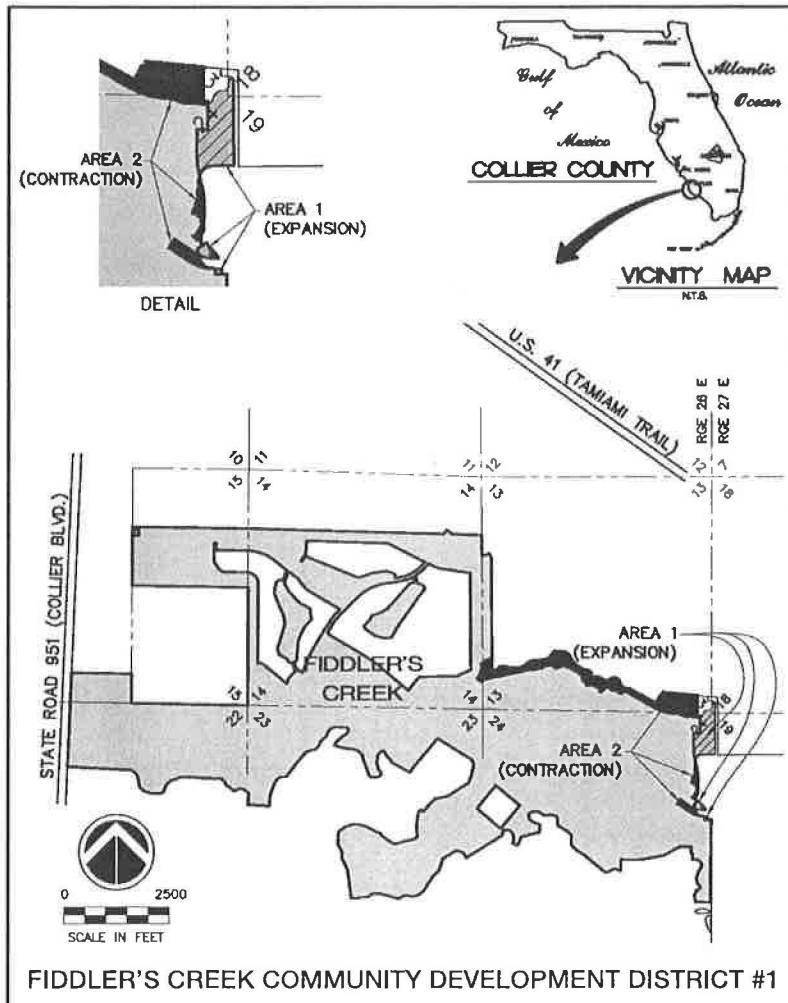 18
19
AREA 2
(CONTRACTION)
AREA 1
(EXPANSION)
DETAIL
Gulf
of
Mexico
Atlantic
Ocean
COLLIER COUNTY
VICINITY MAP
N.T.S.
U.S. 41 (TAMIAMI TRAIL)
RGE 26 E
RGE 27 E
10 11
15 14
11 12
14 13
12 7
13 18
STATE ROAD 951 (COLLIER BLVD.)
AREA 1
(EXPANSION)
FIDDLER'S
CREEK
15 14
22 23
14 13
23 24
18
19
AREA 2
(CONTRACTION)
0 2500
SCALE IN FEET
FIDDLER'S CREEK COMMUNITY DEVELOPMENT DISTRICT #1